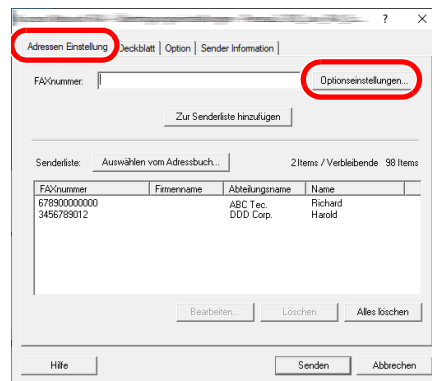 ? ×
Adressen Einstellung Deckblatt Option Sender Information
FAXnummer: Optionseinstellungen...
Zur Senderliste hinzufügen
Senderliste: Auswählen vom Adressbuch... 2Items / Verbleibende 98 Items
FAXnummer Firmenname Abteilungsname Name
678900000000 ABC Tec. Richard
3456789012 DDD Corp. Harold
Bearbeiten... Löschen Alles löschen
Hilfe Senden Abbrechen